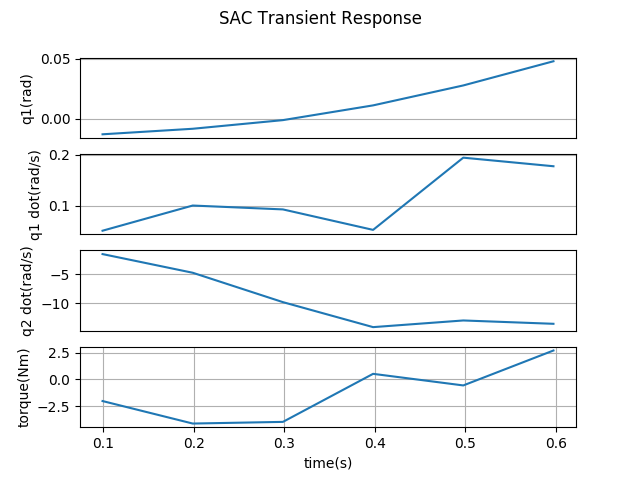 SAC Transient Response
0.05
0.00
q1(rad)
0.2
0.1
q1 dot(rad/s)
−5
−10
q2 dot(rad/s)
2.5
0.0
−2.5
torque(Nm)
0.1 0.2 0.3 0.4 0.5 0.6
time(s)